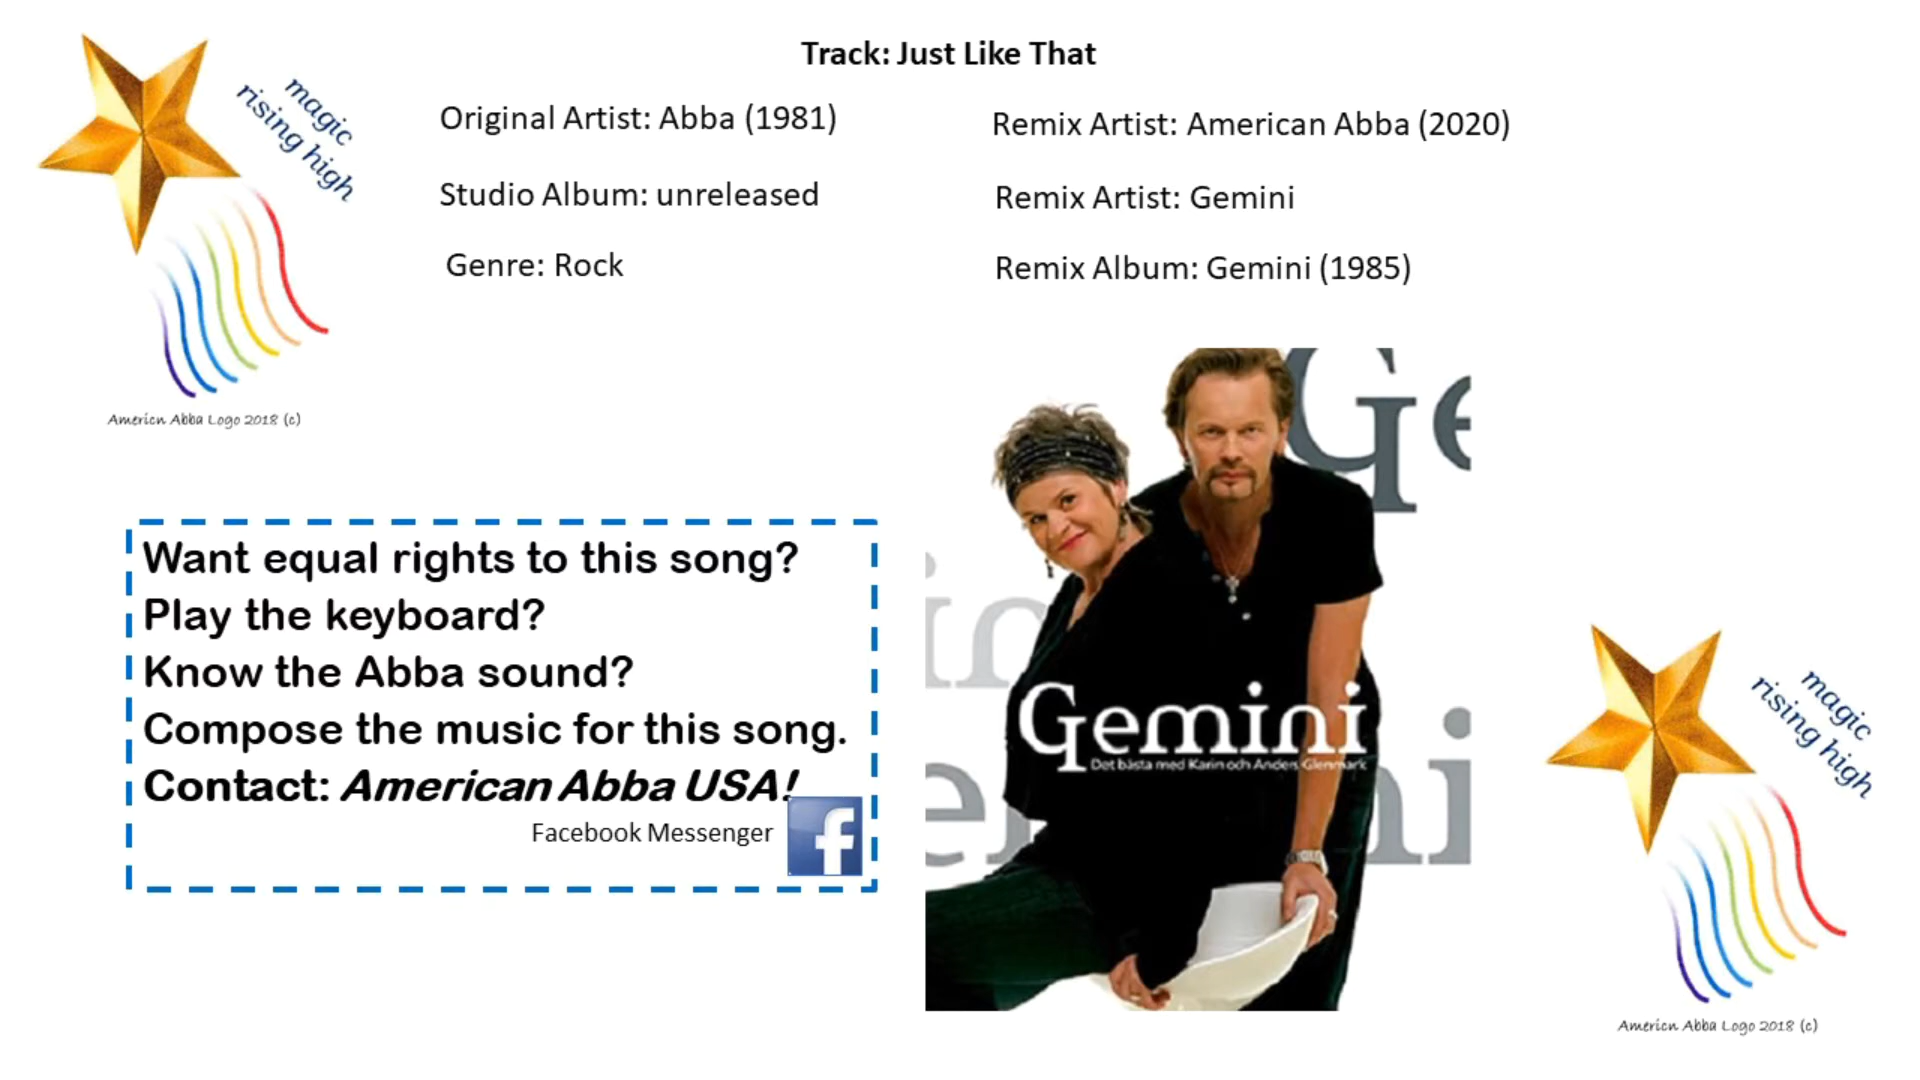 Track: Just Like That
Original Artist: Abba (1981)
Studio Album: unreleased
Genre: Rock
Remix Artist: American Abba (2020)
Remix Artist: Gemini
Remix Album: Gemini (1985)
magic
rising high
Americn Abba Logo 2018 (c)
Want equal rights to this song?
Play the keyboard?
Know the Abba sound?
Compose the music for this song.
Contact: American Abba USA!
Facebook Messenger
f
Ge
in
emini
Gemini
Det bästa med Karin och Anders Glenmark
magic
rising high
Americn Abba Logo 2018 (c)